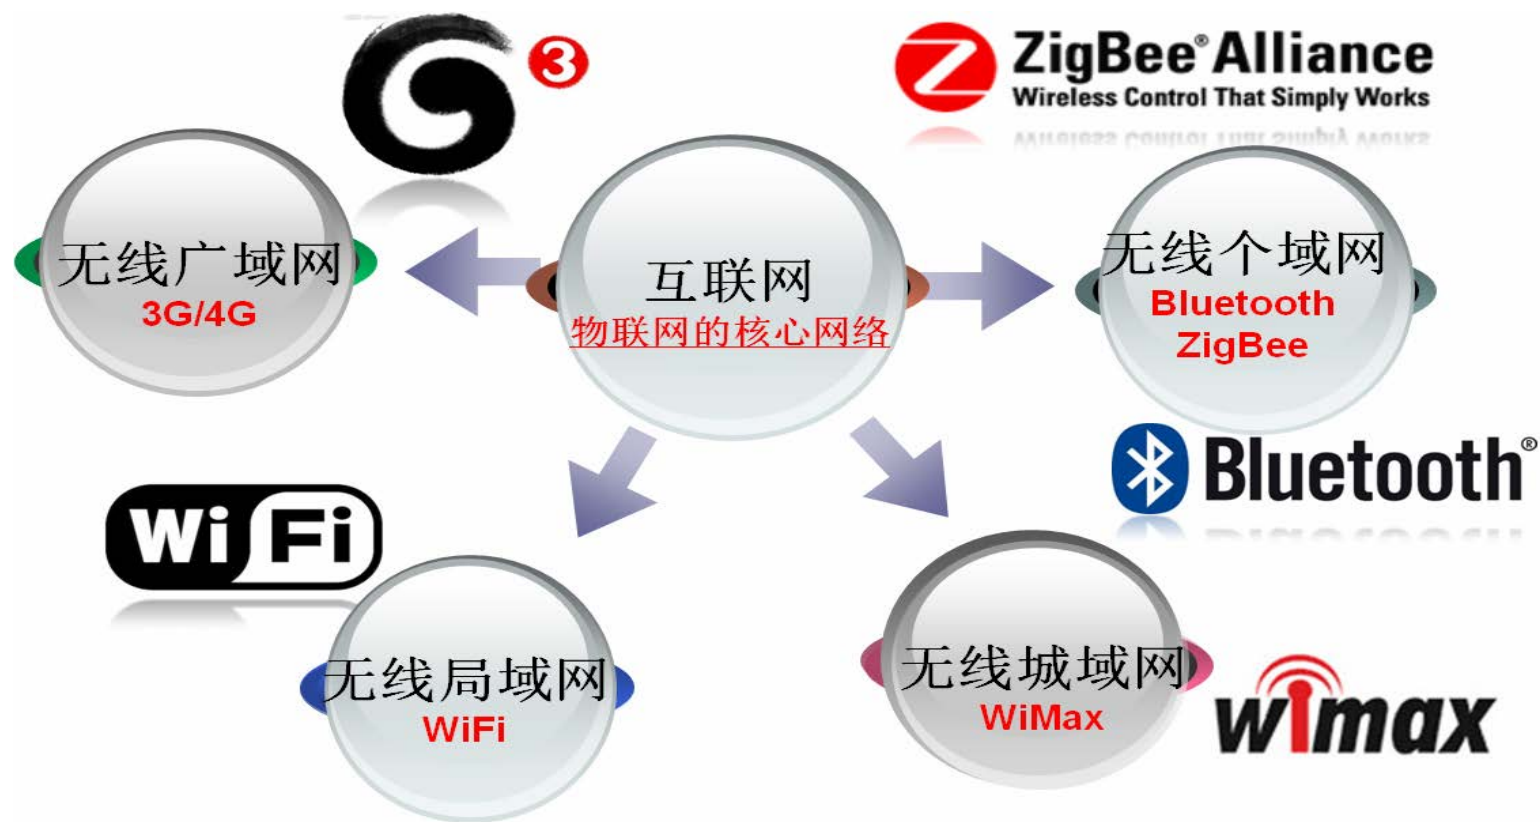 3
ZigBee® Alliance
Wireless Control That Simply Works
无线广域网
3G/4G
互联网
物联网的核心网络
无线个域网
Bluetooth
ZigBee
Bluetooth®
WiFi
无线局域网
WiFi
无线城域网
WiMax
wimax